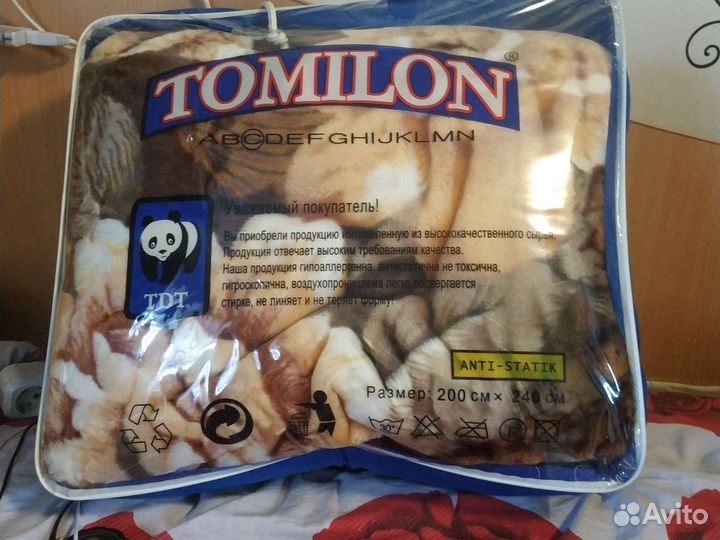 TOMILON®
ABCDEFGHIJKLMN
Уважаемый покупатель!
Вы приобрели продукцию изготовленную из высококачественного сырья.
Продукция отвечает высоким требованиям качества.
Наша продукция гипоаллергенна, антистатична не токсична,
гигроскопична, воздухопроницаема легко подвергается
стирке, не линяет и не теряет форму!
TDT
ANTI-STATIK
Размер: 200 см × 240 см
30°
Avito